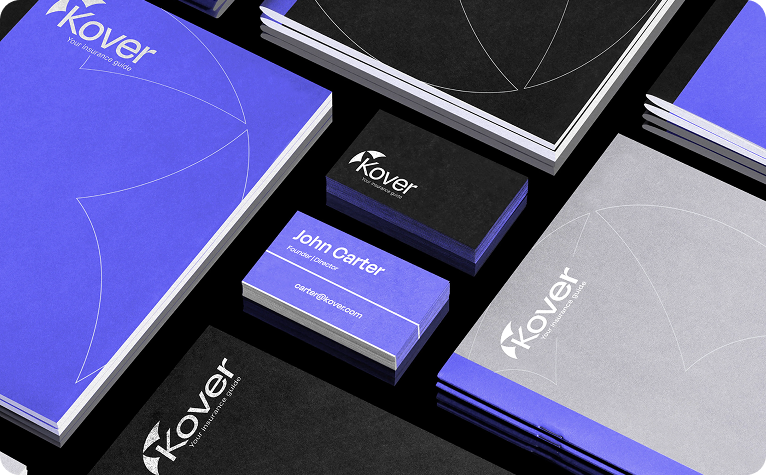 Kover
Your insurance guide
Kover
Your insurance guide
John Carter
Founder | Director
carter@kover.com
Kover
Your insurance guide
Kover
Your insurance guide